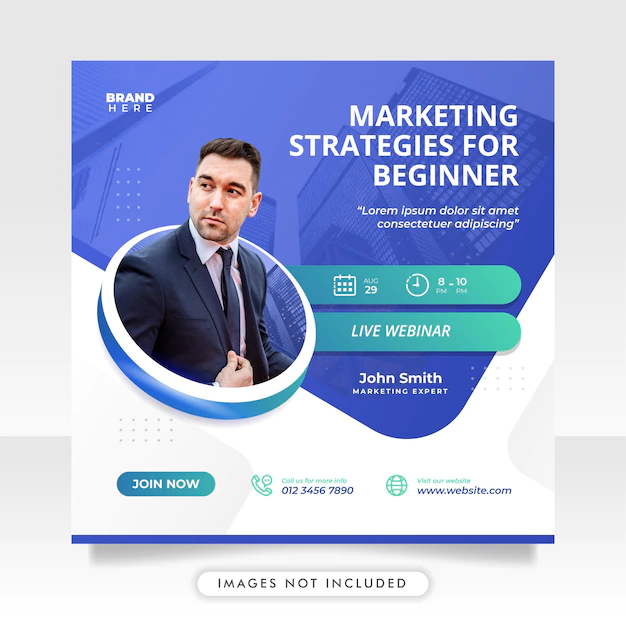 BRAND
HERE
MARKETING
STRATEGIES FOR
BEGINNER
“Lorem ipsum dolor sit amet,
consectetuer adipiscing”
AUG
29
8 - 10
PM PM
LIVE WEBINAR
John Smith
MARKETING EXPERT
JOIN NOW
Call us for more info
012 3456 7890
Visit our website
www.website.com
IMAGES NOT INCLUDED